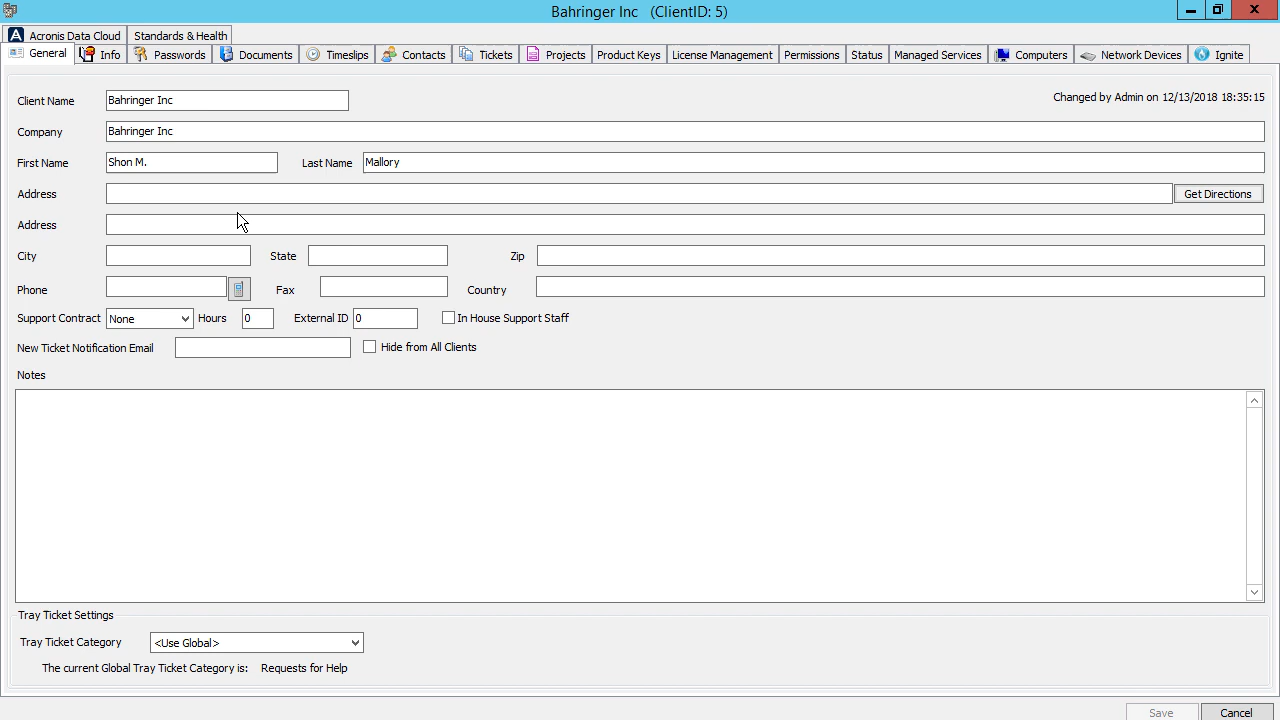 Bahringer Inc (ClientID: 5)
Acronis Data Cloud Standards & Health
General Info Passwords Documents Timeslips Contacts Tickets Projects Product Keys License Management Permissions Status Managed Services Computers Network Devices Ignite
Client Name Bahringer Inc Changed by Admin on 12/13/2018 18:35:15
Company Bahringer Inc
First Name Shon M. Last Name Mallory
Address Get Directions
Address
City State Zip
Phone Fax Country
Support Contract None Hours 0 External ID 0 In House Support Staff
New Ticket Notification Email Hide from All Clients
Notes
Tray Ticket Settings
Tray Ticket Category <Use Global>
The current Global Tray Ticket Category is: Requests for Help
Save Cancel